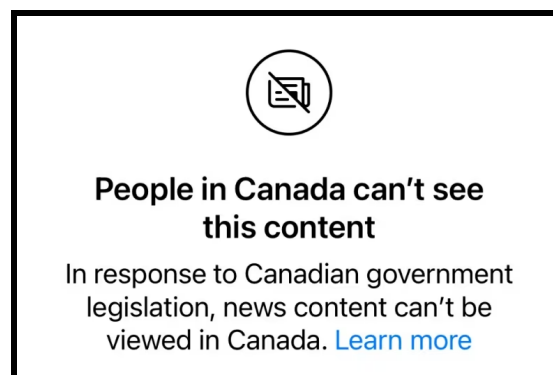 People in Canada can’t see
this content
In response to Canadian government
legislation, news content can’t be
viewed in Canada. Learn more